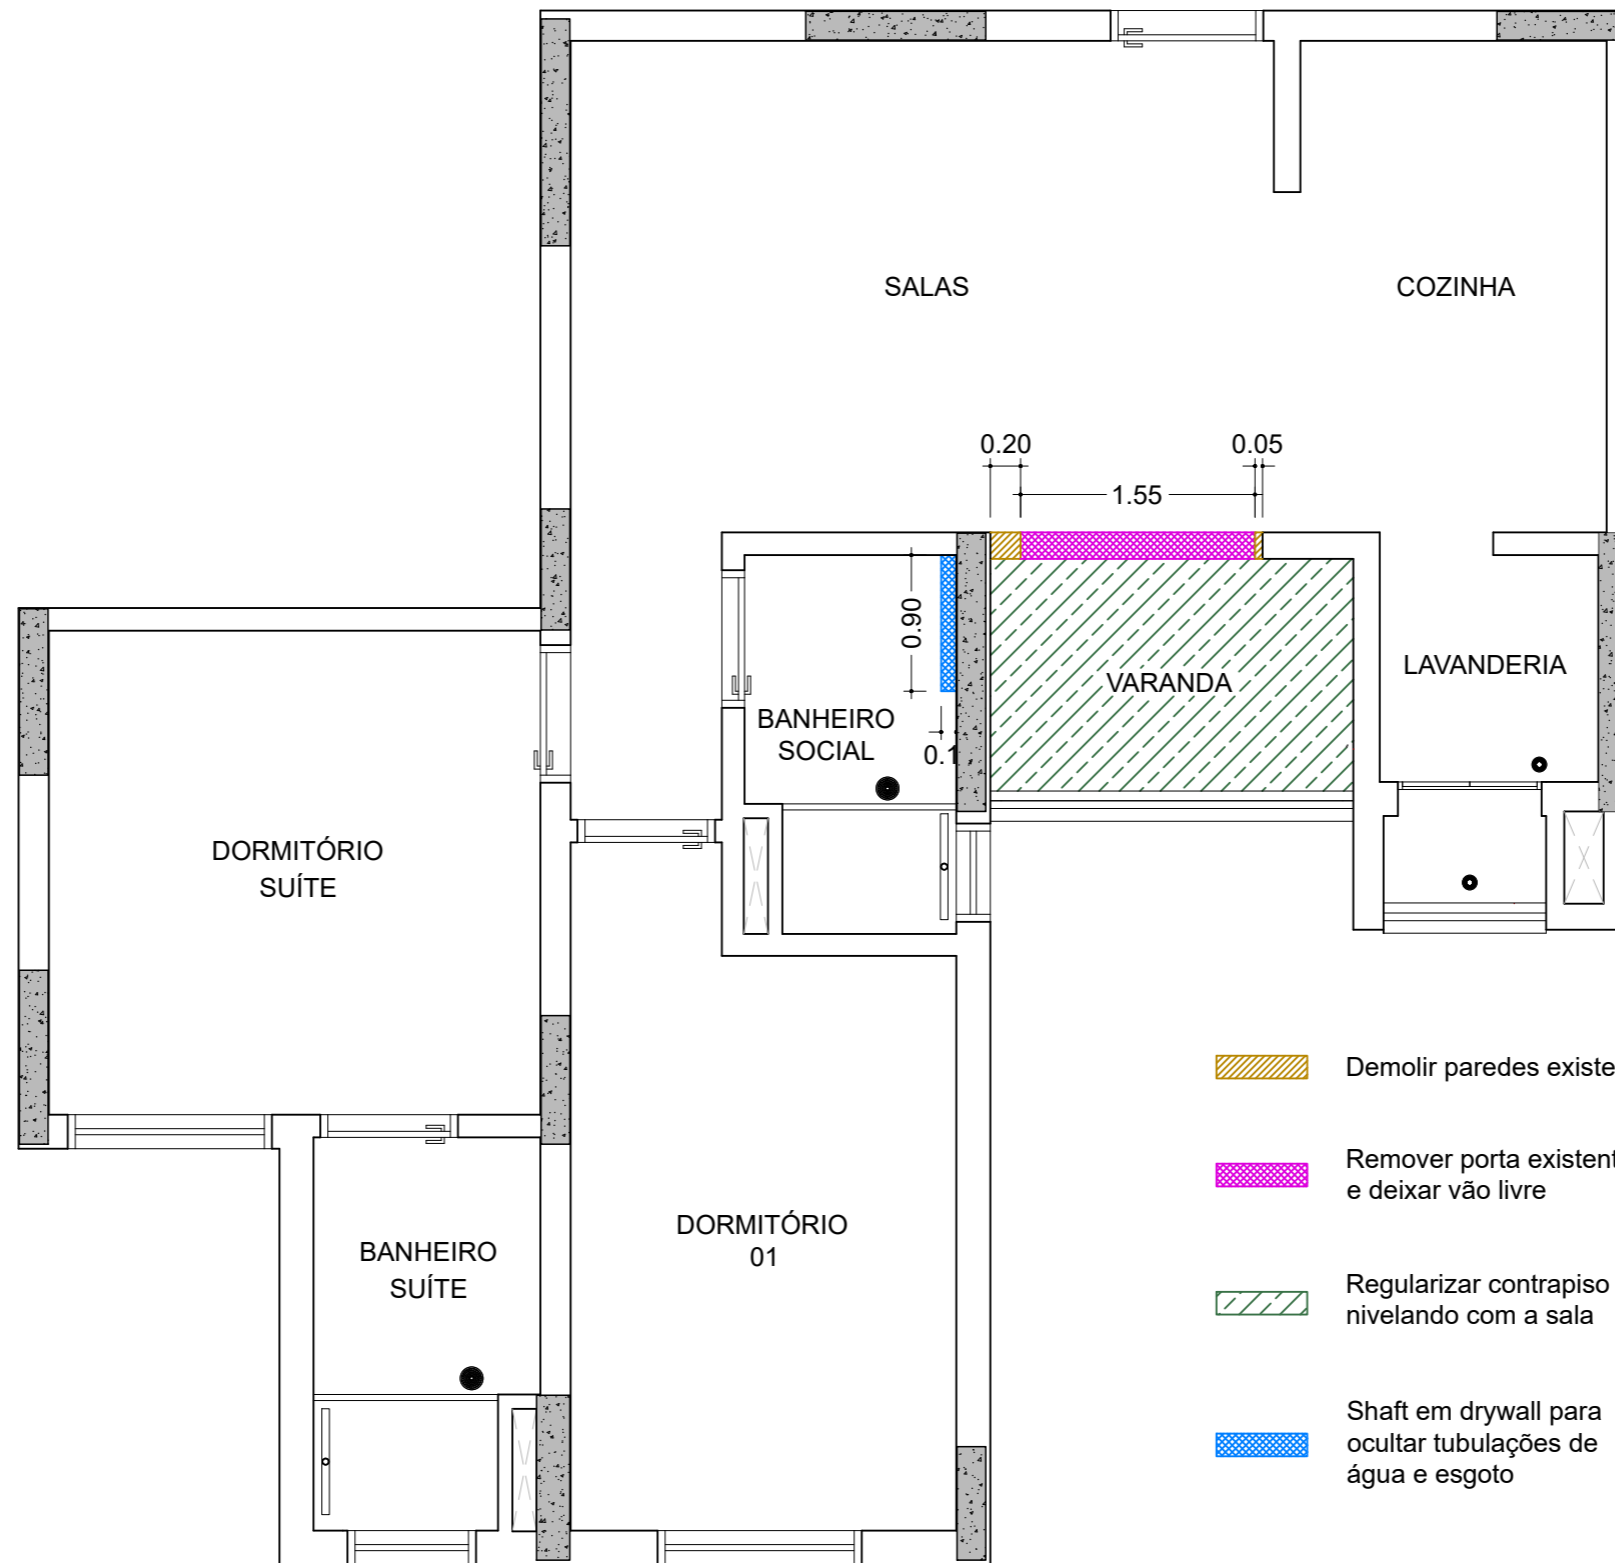 SALAS
COZINHA
0.20
0.05
1.55
0.90
VARANDA
LAVANDERIA
BANHEIRO
SOCIAL
0.1
DORMITÓRIO
SUÍTE
Demolir paredes existe
Remover porta existent
e deixar vão livre
DORMITÓRIO
01
BANHEIRO
SUÍTE
Regularizar contrapiso
nivelando com a sala
Shaft em drywall para
ocultar tubulações de
água e esgoto